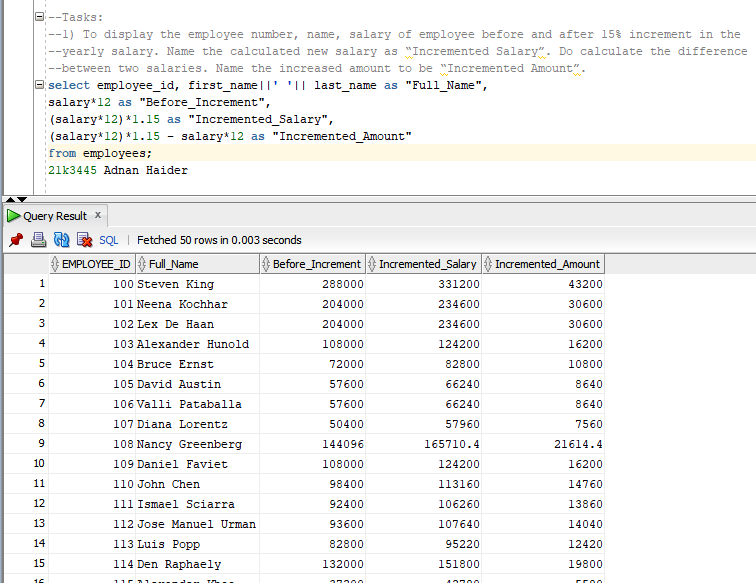 --Tasks:
--1) To display the employee number, name, salary of employee before and after 15% increment in the
--yearly salary. Name the calculated new salary as “Incremented Salary”. Do calculate the difference
--between two salaries. Name the increased amount to be “Incremented Amount”.
select employee_id, first_name||' '|| last_name as "Full_Name",
salary*12 as "Before_Increment",
(salary*12)*1.15 as "Incremented_Salary",
(salary*12)*1.15 - salary*12 as "Incremented_Amount"
from employees;
21k3445 Adnan Haider
Query Result x
SQL | Fetched 50 rows in 0.003 seconds
EMPLOYEE_ID Full_Name Before_Increment Incremented_Salary Incremented_Amount
1 100 Steven King 288000 331200 43200
2 101 Neena Kochhar 204000 234600 30600
3 102 Lex De Haan 204000 234600 30600
4 103 Alexander Hunold 108000 124200 16200
5 104 Bruce Ernst 72000 82800 10800
6 105 David Austin 57600 66240 8640
7 106 Valli Pataballa 57600 66240 8640
8 107 Diana Lorentz 50400 57960 7560
9 108 Nancy Greenberg 144096 165710.4 21614.4
10 109 Daniel Faviet 108000 124200 16200
11 110 John Chen 98400 113160 14760
12 111 Ismael Sciarra 92400 106260 13860
13 112 Jose Manuel Urman 93600 107640 14040
14 113 Luis Popp 82800 95220 12420
15 114 Den Raphaely 132000 151800 19800
16 115 Alexander